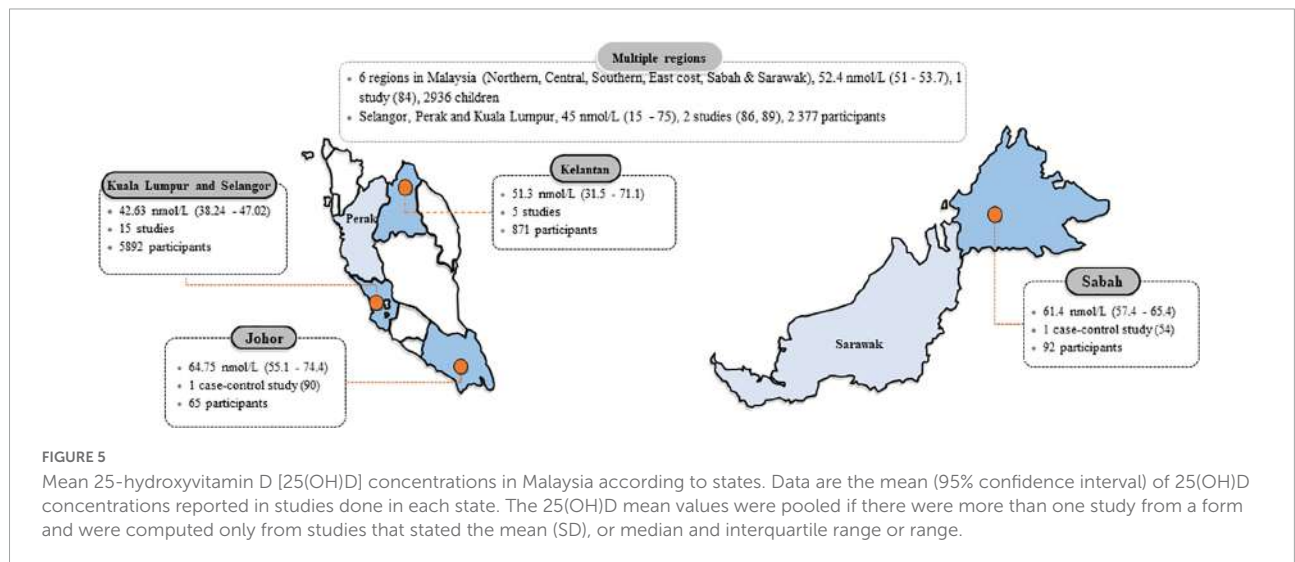 Multiple regions
• 6 regions in Malaysia (Northern, Central, Southern, East cost, Sabah & Sarawak), 52.4 nmol/L (51 - 53.7), 1
study (84), 2936 children
• Selangor, Perak and Kuala Lumpur, 45 nmol/L (15 - 75), 2 studies (86, 89), 2 377 participants
Kuala Lumpur and Selangor
• 42.63 nmol/L (38.24 - 47.02)
• 15 studies
• 5892 participants
Perak
Kelantan
• 51.3 nmol/L (31.5 - 71.1)
• 5 studies
• 871 participants
Johor
• 64.75 nmol/L (55.1 - 74.4)
• 1 case-control study (90)
• 65 participants
Sarawak
Sabah
• 61.4 nmol/L (57.4 - 65.4)
• 1 case-control study (54)
• 92 participants
FIGURE 5
Mean 25-hydroxyvitamin D [25(OH)D] concentrations in Malaysia according to states. Data are the mean (95% confidence interval) of 25(OH)D
concentrations reported in studies done in each state. The 25(OH)D mean values were pooled if there were more than one study from a form
and were computed only from studies that stated the mean (SD), or median and interquartile range or range.